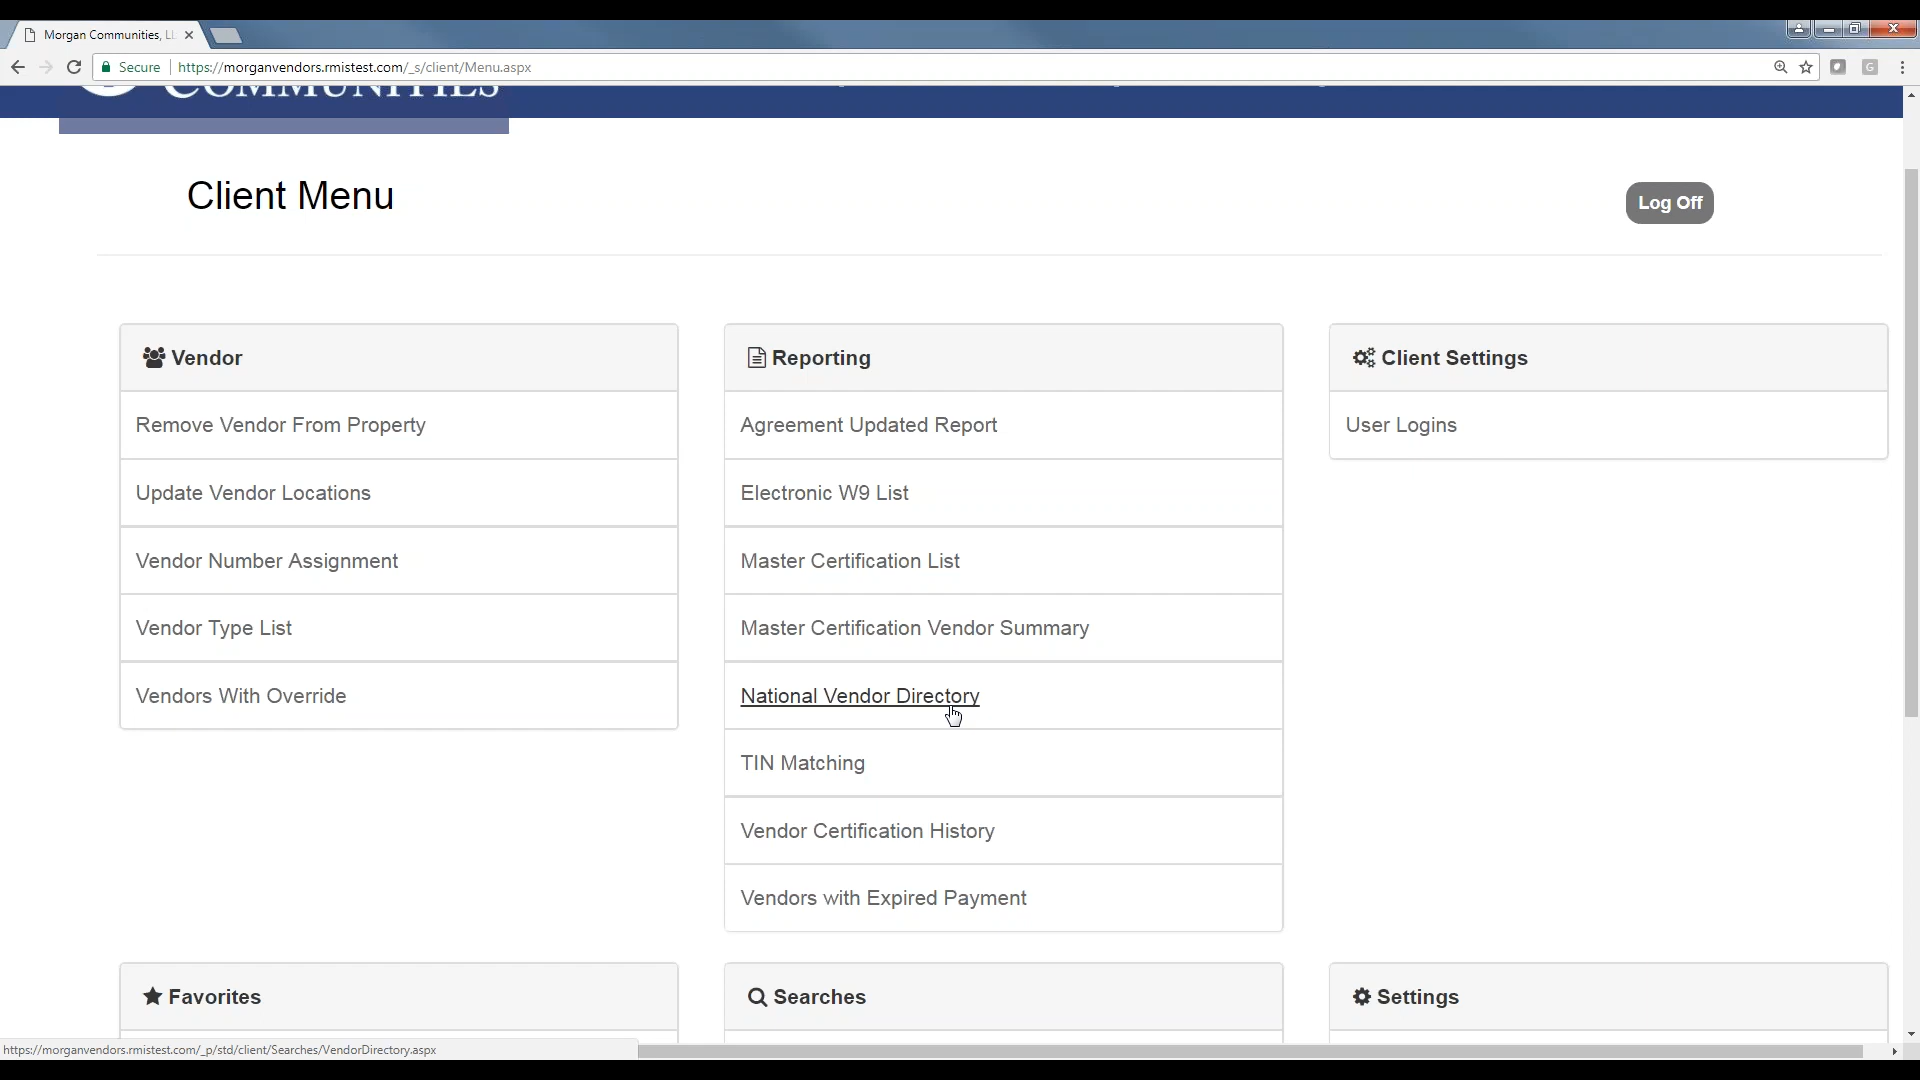 Morgan Communities, LL
Secure
https://morganvendors.rmistest.com/_s/client/Menu.aspx
G
COMMUNITIES
Client Menu
Log Off
Vendor
Remove Vendor From Property
Update Vendor Locations
Vendor Number Assignment
Vendor Type List
Vendors With Override
Reporting
Agreement Updated Report
Electronic W9 List
Master Certification List
Master Certification Vendor Summary
National Vendor Directory
TIN Matching
Vendor Certification History
Vendors with Expired Payment
Client Settings
User Logins
Favorites
Searches
Settings
https://morganvendors.rmistest.com/_p/std/client/Searches/VendorDirectory.aspx